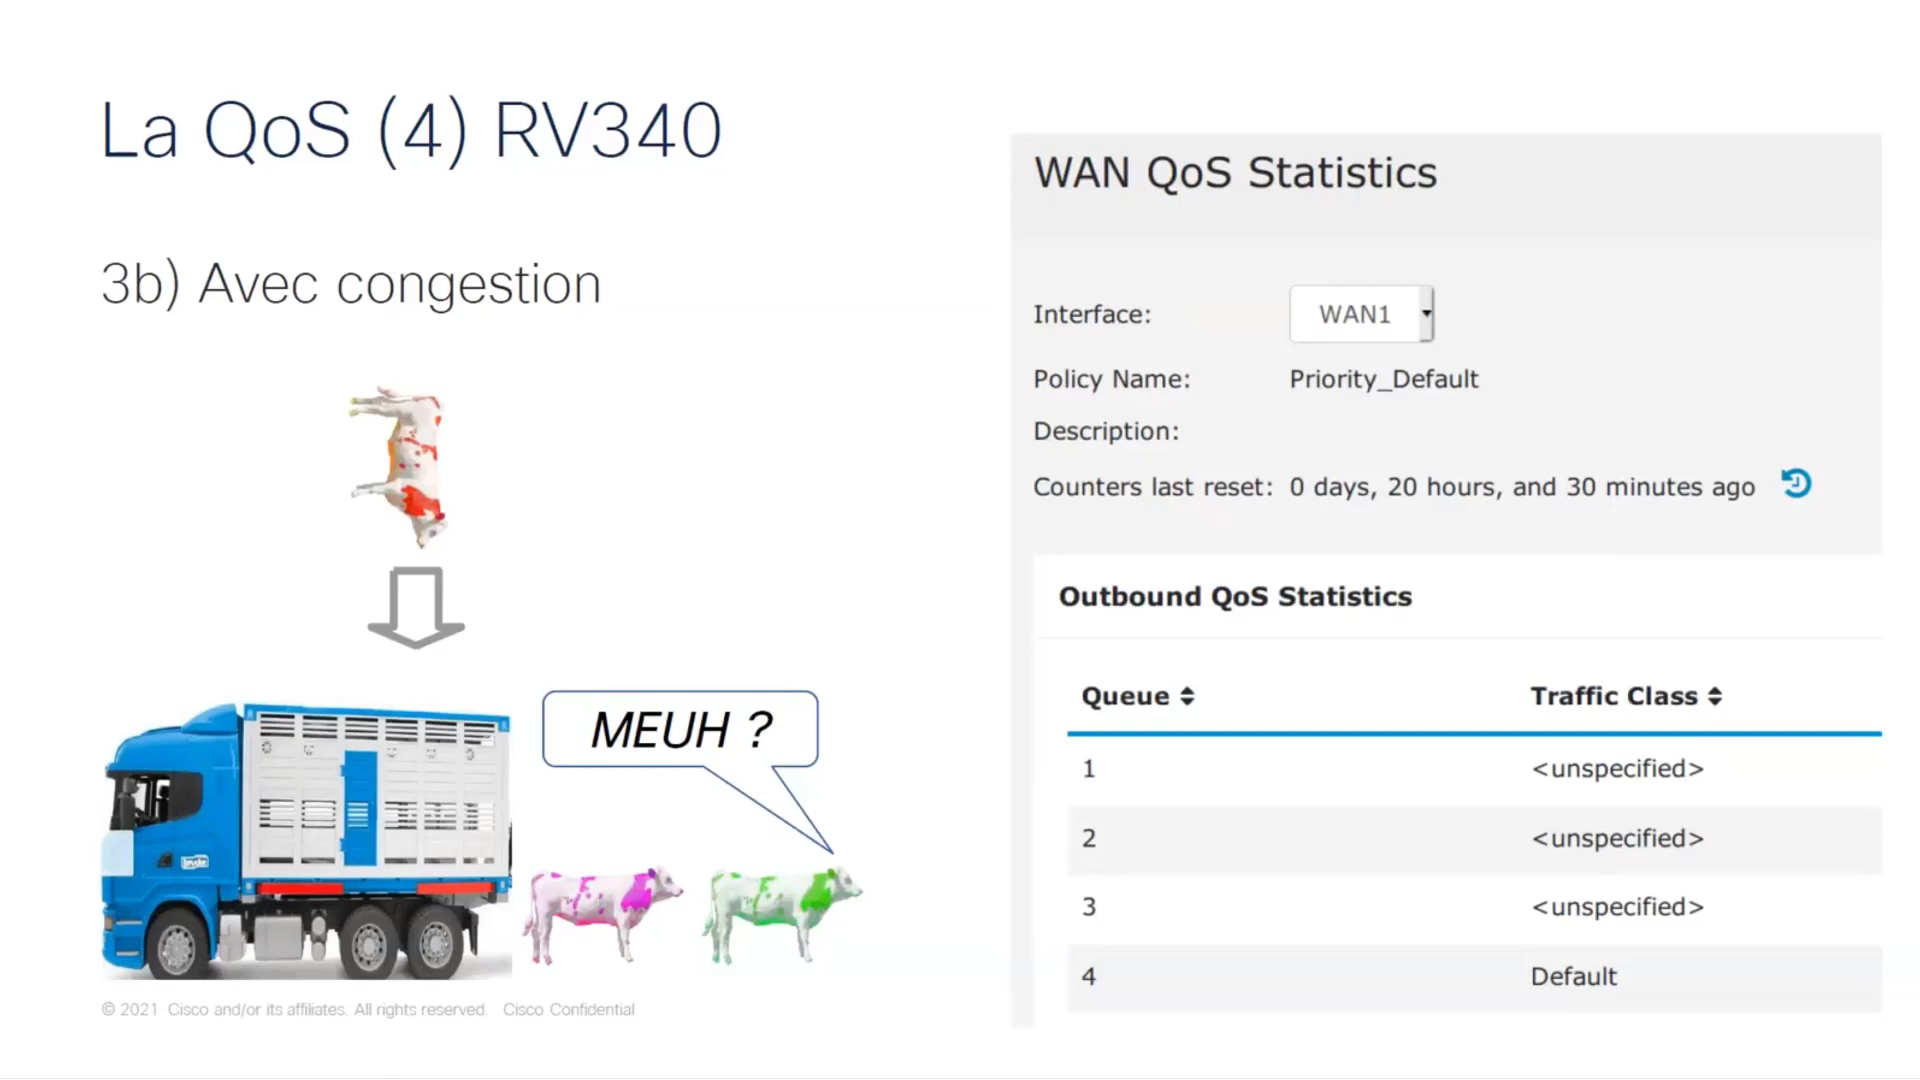 La QoS (4) RV340
3b) Avec congestion
MEUH ?
bruder
© 2021 Cisco and/or its affiliates. All rights reserved. Cisco Confidential
WAN QoS Statistics
Interface: WAN1
Policy Name: Priority_Default
Description:
Counters last reset: 0 days, 20 hours, and 30 minutes ago
Outbound QoS Statistics
Queue Traffic Class
1 <unspecified>
2 <unspecified>
3 <unspecified>
4 Default